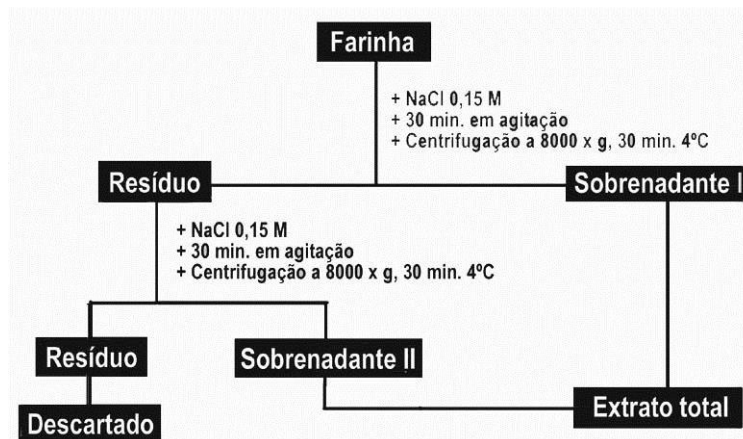 Farinha
+ NaCl 0,15 M
+ 30 min. em agitação
+ Centrifugação a 8000 x g, 30 min. 4ºC
Resíduo
Sobrenadante I
+ NaCl 0,15 M
+ 30 min. em agitação
+ Centrifugação a 8000 x g, 30 min. 4ºC
Resíduo
Sobrenadante II
Descartado
Extrato total